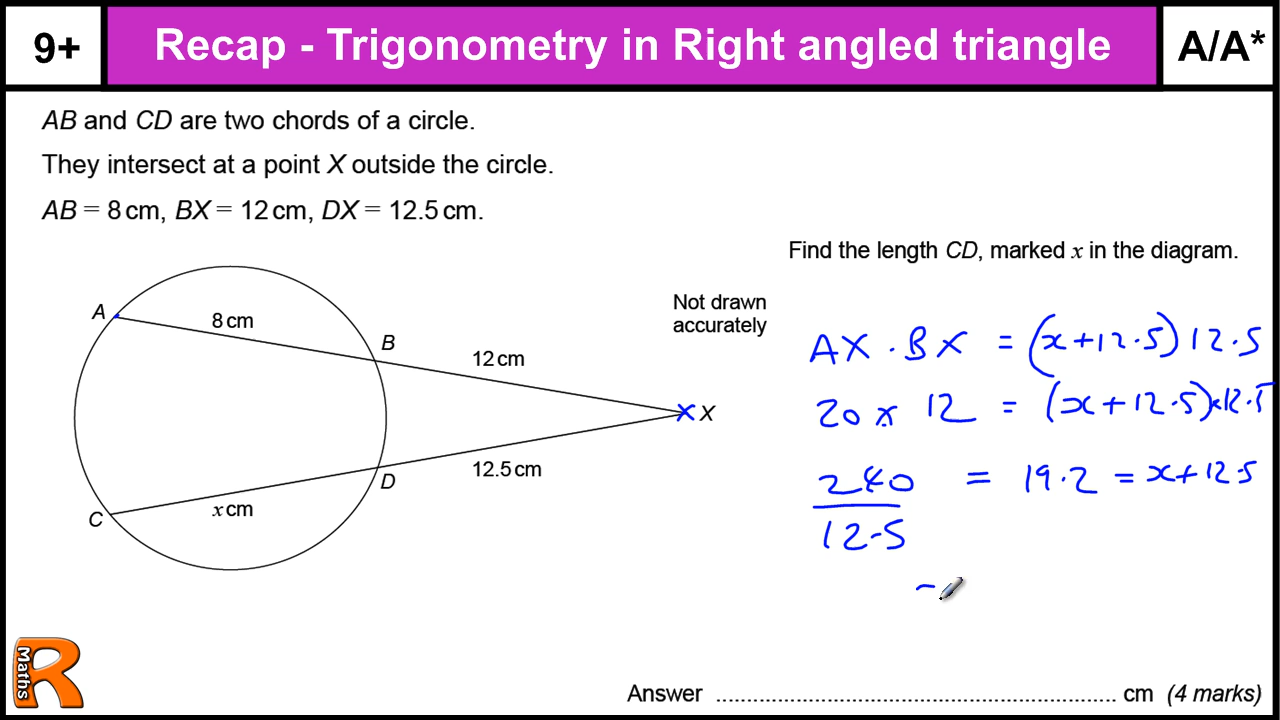 9+
Recap - Trigonometry in Right angled triangle
A/A*
AB and CD are two chords of a circle.
They intersect at a point X outside the circle.
AB = 8 cm, BX = 12 cm, DX = 12.5 cm.
Find the length CD, marked x in the diagram.
Not drawn
accurately
A
8 cm
B
12 cm
X
D
12.5 cm
C
x cm
AX . BX = (x+12.5) 12.5
20 x 12 = (x+12.5)x12.5
240/12.5 = 19.2 = x+12.5
-
Maths
R
Answer ............................................................ cm (4 marks)